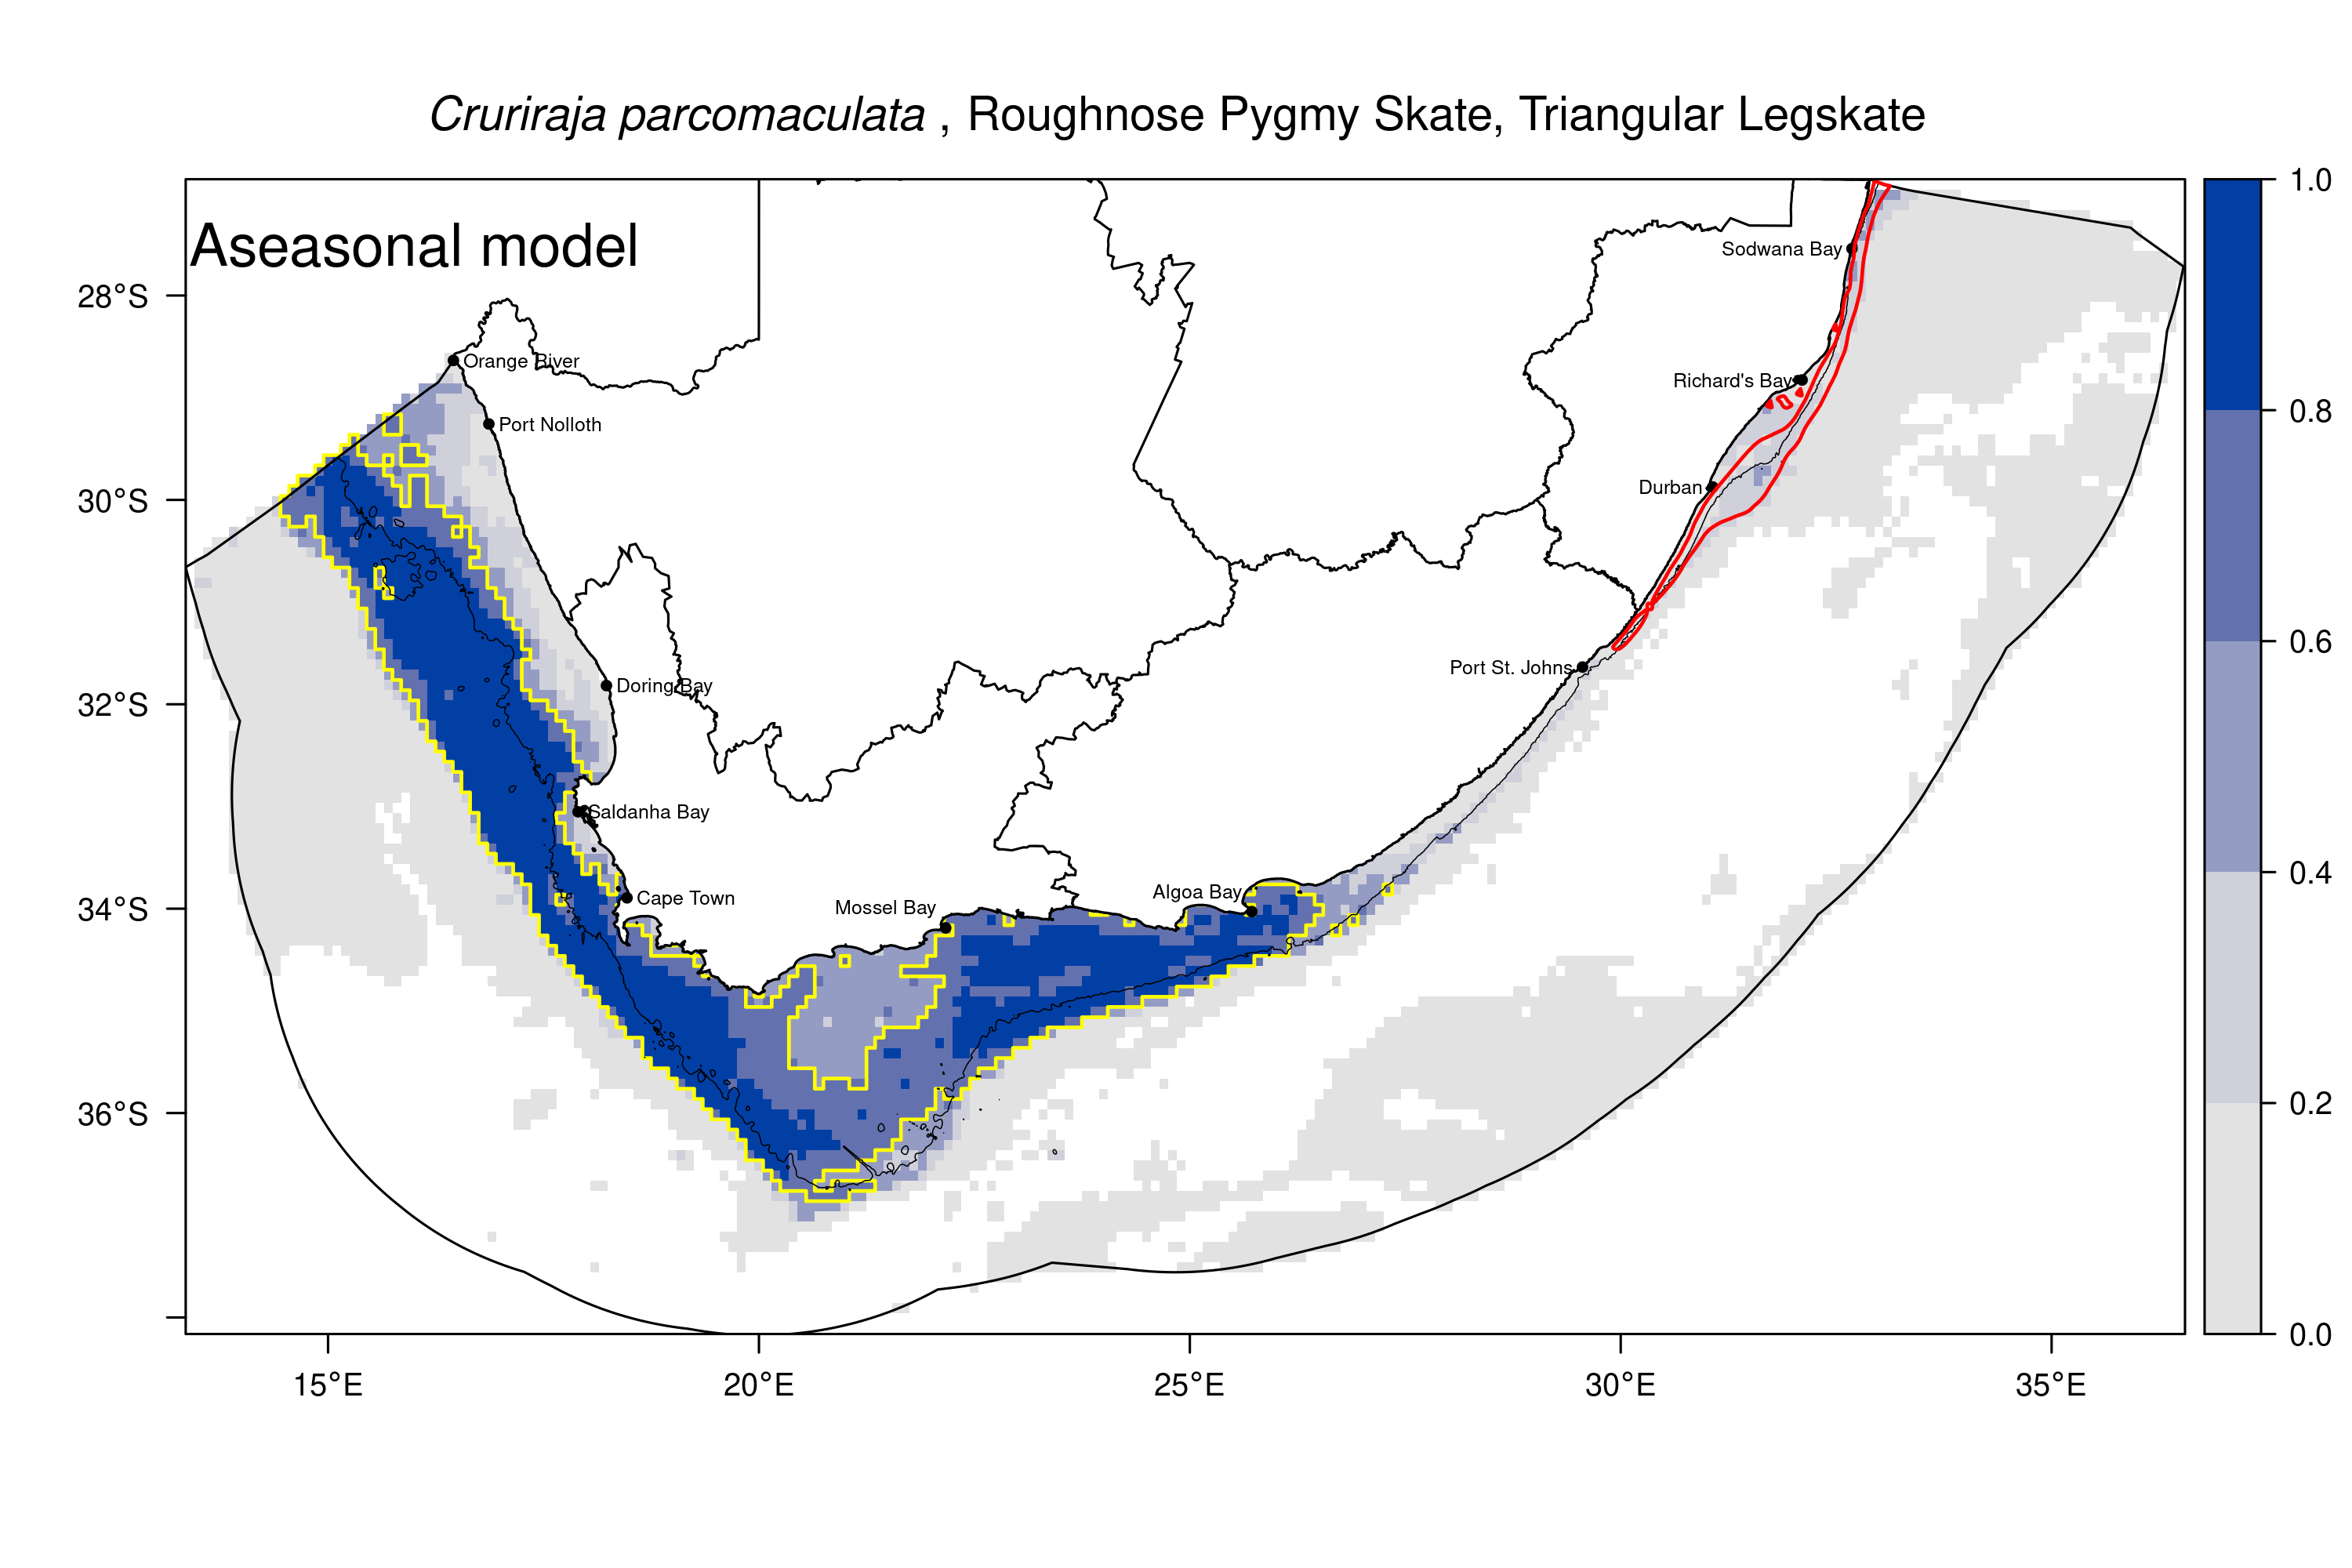 Cruriraja parcomaculata , Roughnose Pygmy Skate, Triangular Legskate
Aseasonal model
1.0
Sodwana Bay
28°S
Orange River
Richard's Bay
0.8
Port Nolloth
Durban
30°S
0.6
Port St. Johns
Doring Bay
32°S
Saldanha Bay
0.4
Algoa Bay
Cape Town
Mossel Bay
34°S
0.2
36°S
0.0
15°E
20°E
25°E
30°E
35°E